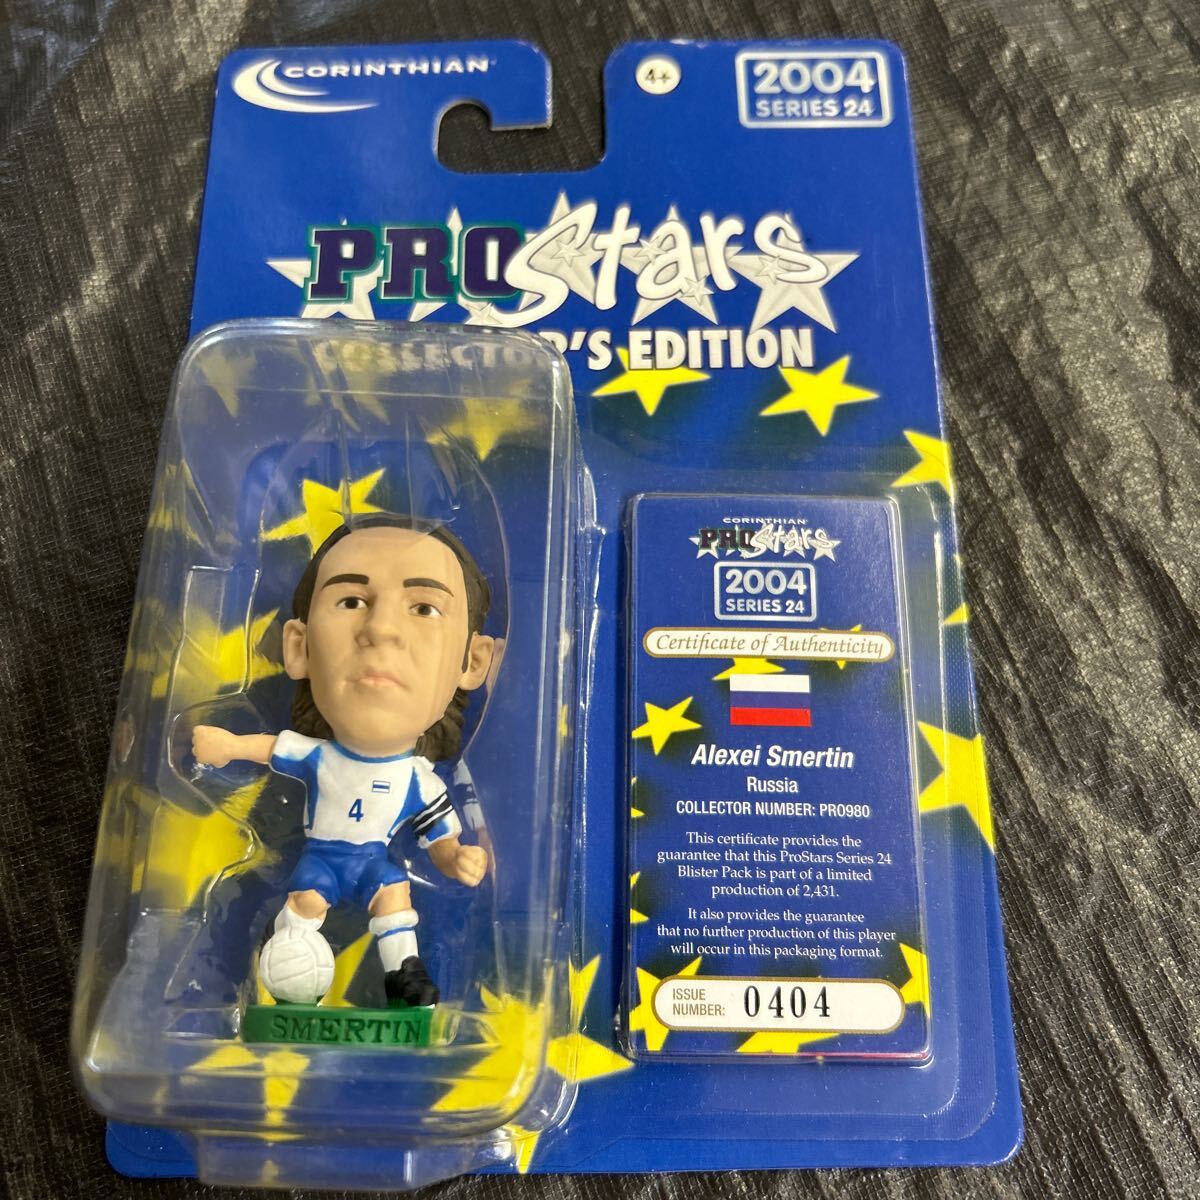 CORINTHIAN
4+
2004
SERIES 24
PROStars
COLLECTOR'S EDITION
CORINTHIAN
PROStars
2004
SERIES 24
Certificate of Authenticity
Alexei Smertin
Russia
COLLECTOR NUMBER: PRO980
This certificate provides the
guarantee that this ProStars Series 24
Blister Pack is part of a limited
production of 2,431.
It also provides the guarantee
that no further production of this player
will occur in this packaging format.
ISSUE
NUMBER: 0404
4
SMERTIN